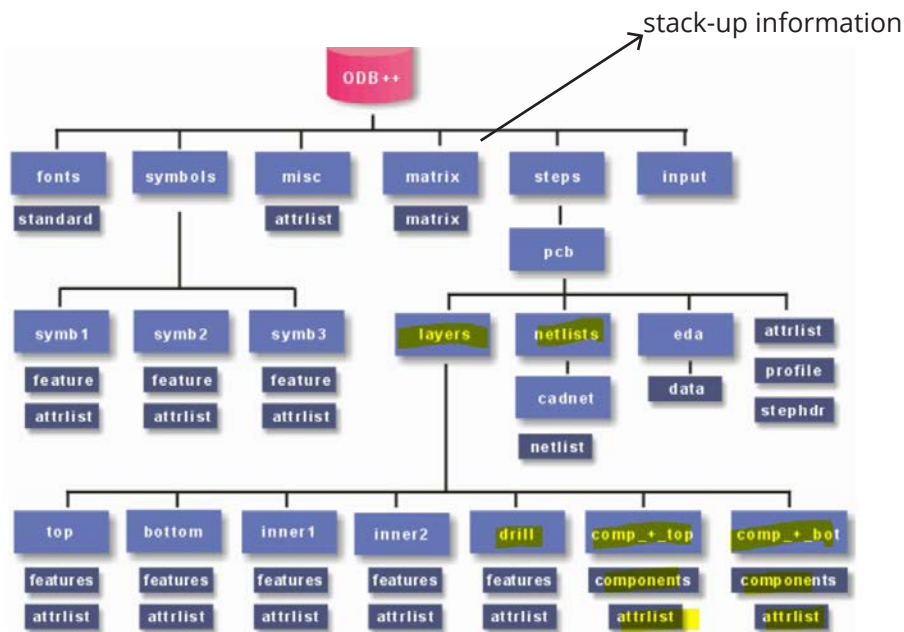 stack-up information
ODB++
fonts symbols misc matrix steps input
standard attrlist matrix
pcb
symb1 symb2 symb3 layers netlists eda attrlist
feature feature feature cadnet data profile
attrlist attrlist attrlist netlist stephdr
top bottom inner1 inner2 drill comp_+_top comp_+_bot
features features features features features components components
attrlist attrlist attrlist attrlist attrlist attrlist attrlist